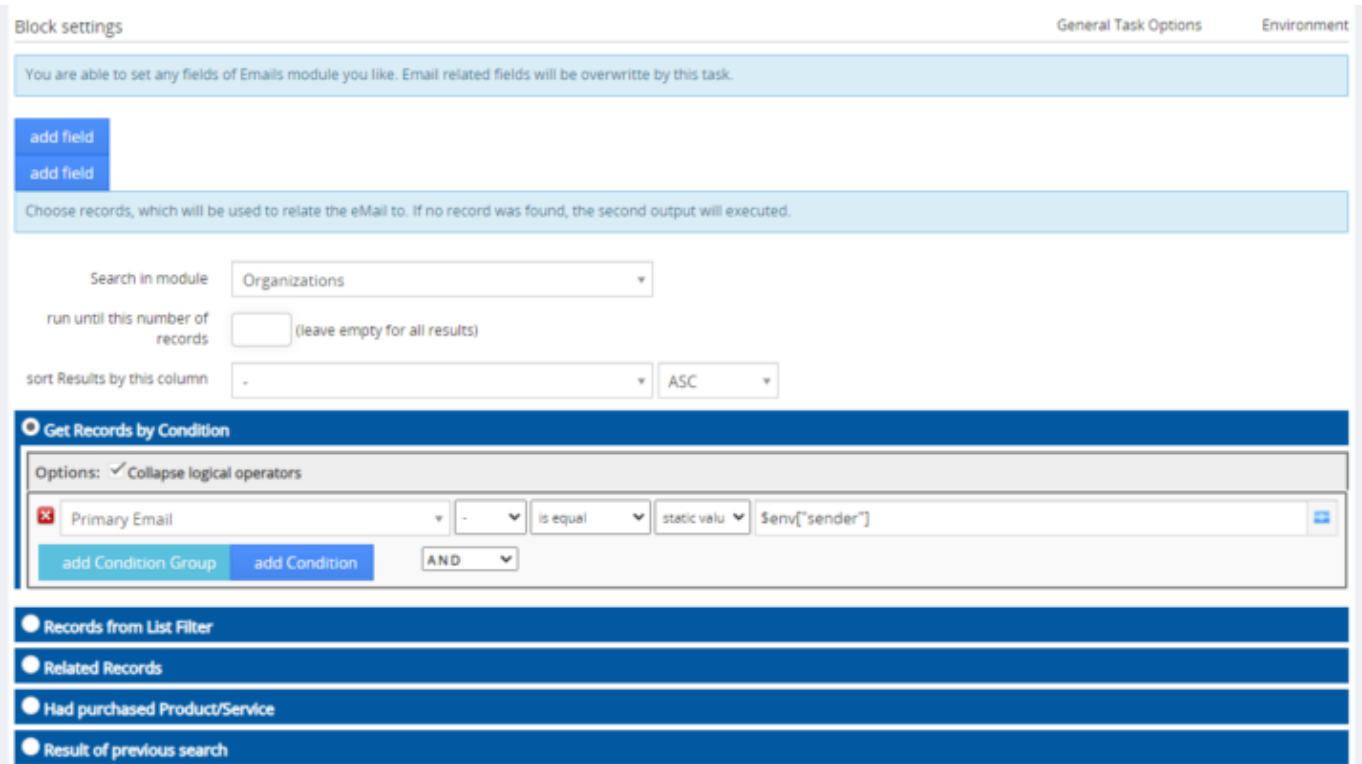 Block settings General Task Options Environment
You are able to set any fields of Emails module you like. Email related fields will be overwritte by this task.
add field
add field
Choose records, which will be used to relate the eMail to. If no record was found, the second output will executed.
Search in module Organizations
run until this number of
records (leave empty for all results)
sort Results by this column - ASC
Get Records by Condition
Options: Collapse logical operators
Primary Email - is equal static valu $env["sender"]
add Condition Group add Condition AND
Records from List Filter
Related Records
Had purchased Product/Service
Result of previous search